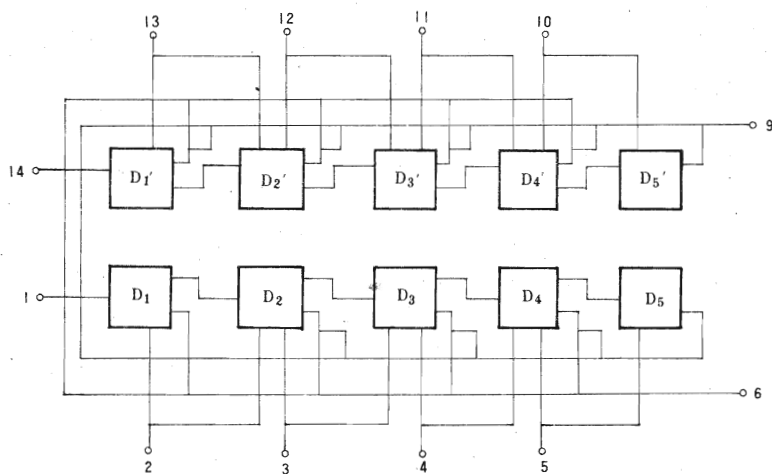 13 12 11 10
9
14 D₁′ D₂′ D₃′ D₄′ D₅′
1 D₁ D₂ D₃ D₄ D₅
6
2 3 4 5